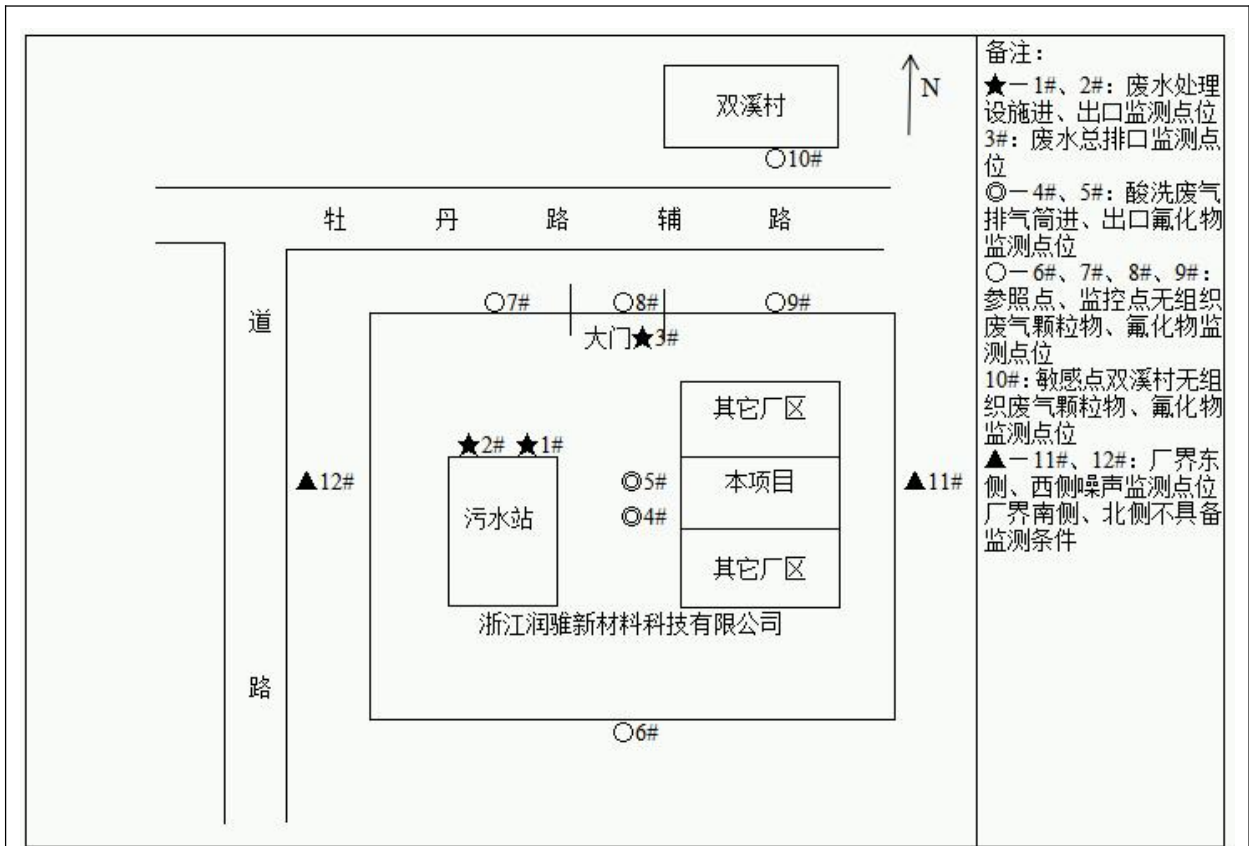 双溪村
N
○10#
牡丹路辅路
○7#
○8#
○9#
道
大门★3#
其它厂区
★2#
★1#
▲12#
◎5#
本项目
▲11#
污水站
◎4#
其它厂区
浙江润骓新材料科技有限公司
路
○6#
备注：
★－1#、2#：废水处理
设施进、出口监测点位
3#：废水总排口监测点
位
◎－4#、5#：酸洗废气
排气筒进、出口氟化物
监测点位
○－6#、7#、8#、9#：
参照点、监控点无组织
废气颗粒物、氟化物监
测点位
10#：敏感点双溪村无组
织废气颗粒物、氟化物
监测点位
▲－11#、12#：厂界东
侧、西侧噪声监测点位
厂界南侧、北侧不具备
监测条件